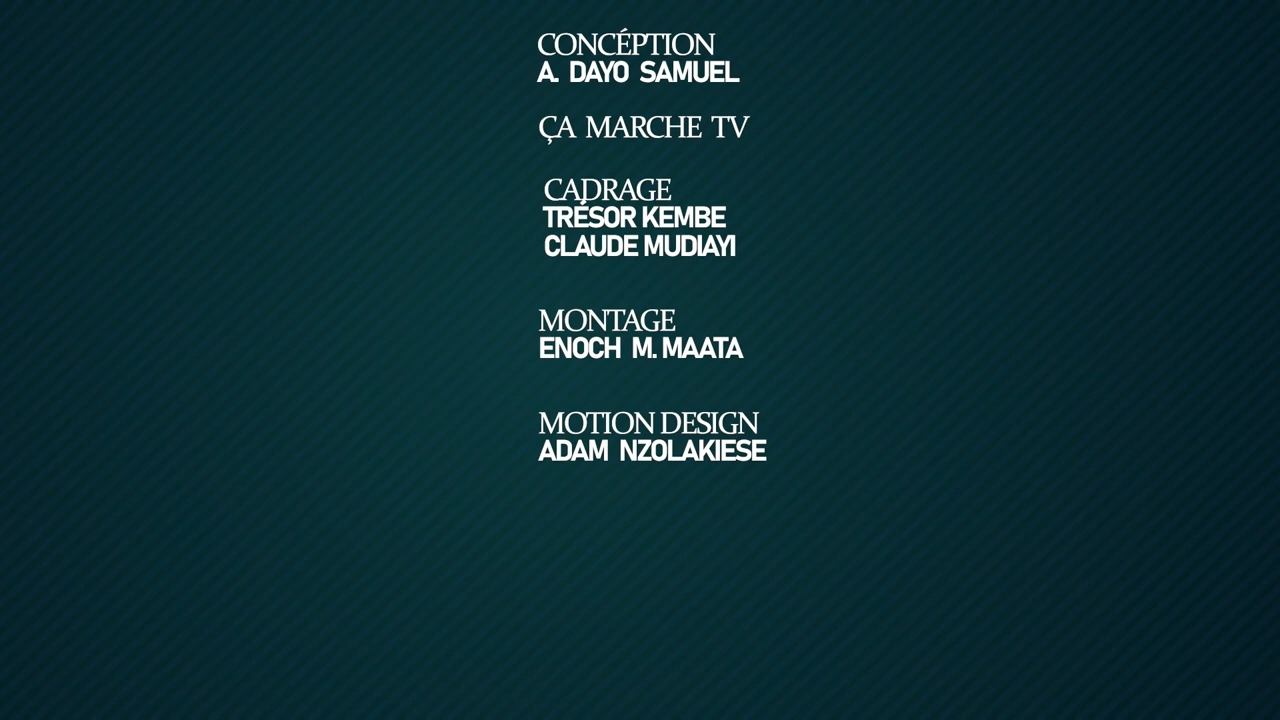 CONCÉPTION
A. DAYO SAMUEL
ÇA MARCHE TV
CADRAGE
TRÉSOR KEMBE
CLAUDE MUDIAYI
MONTAGE
ENOCH M. MAATA
MOTION DESIGN
ADAM NZOLAKIESE